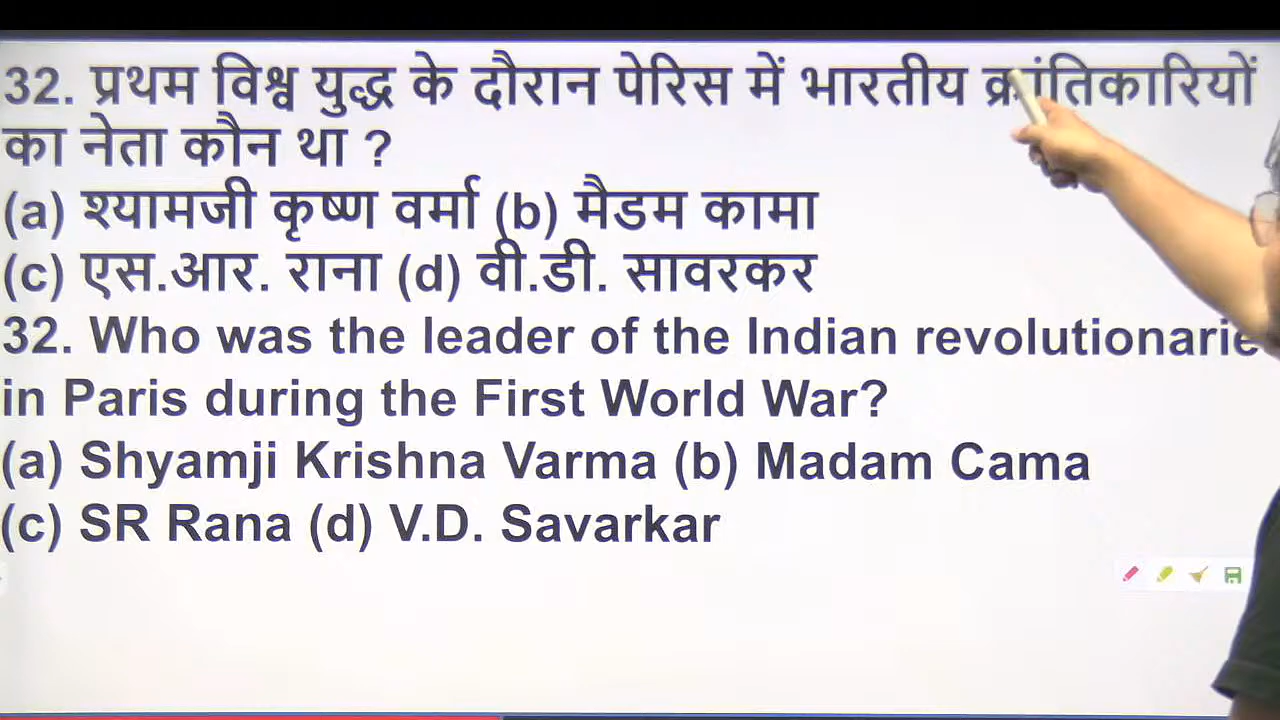 32. प्रथम विश्व युद्ध के दौरान पेरिस में भारतीय क्रांतिकारियों
का नेता कौन था ?
(a) श्यामजी कृष्ण वर्मा (b) मैडम कामा
(c) एस.आर. राना (d) वी.डी. सावरकर
32. Who was the leader of the Indian revolutionarie
in Paris during the First World War?
(a) Shyamji Krishna Varma (b) Madam Cama
(c) SR Rana (d) V.D. Savarkar